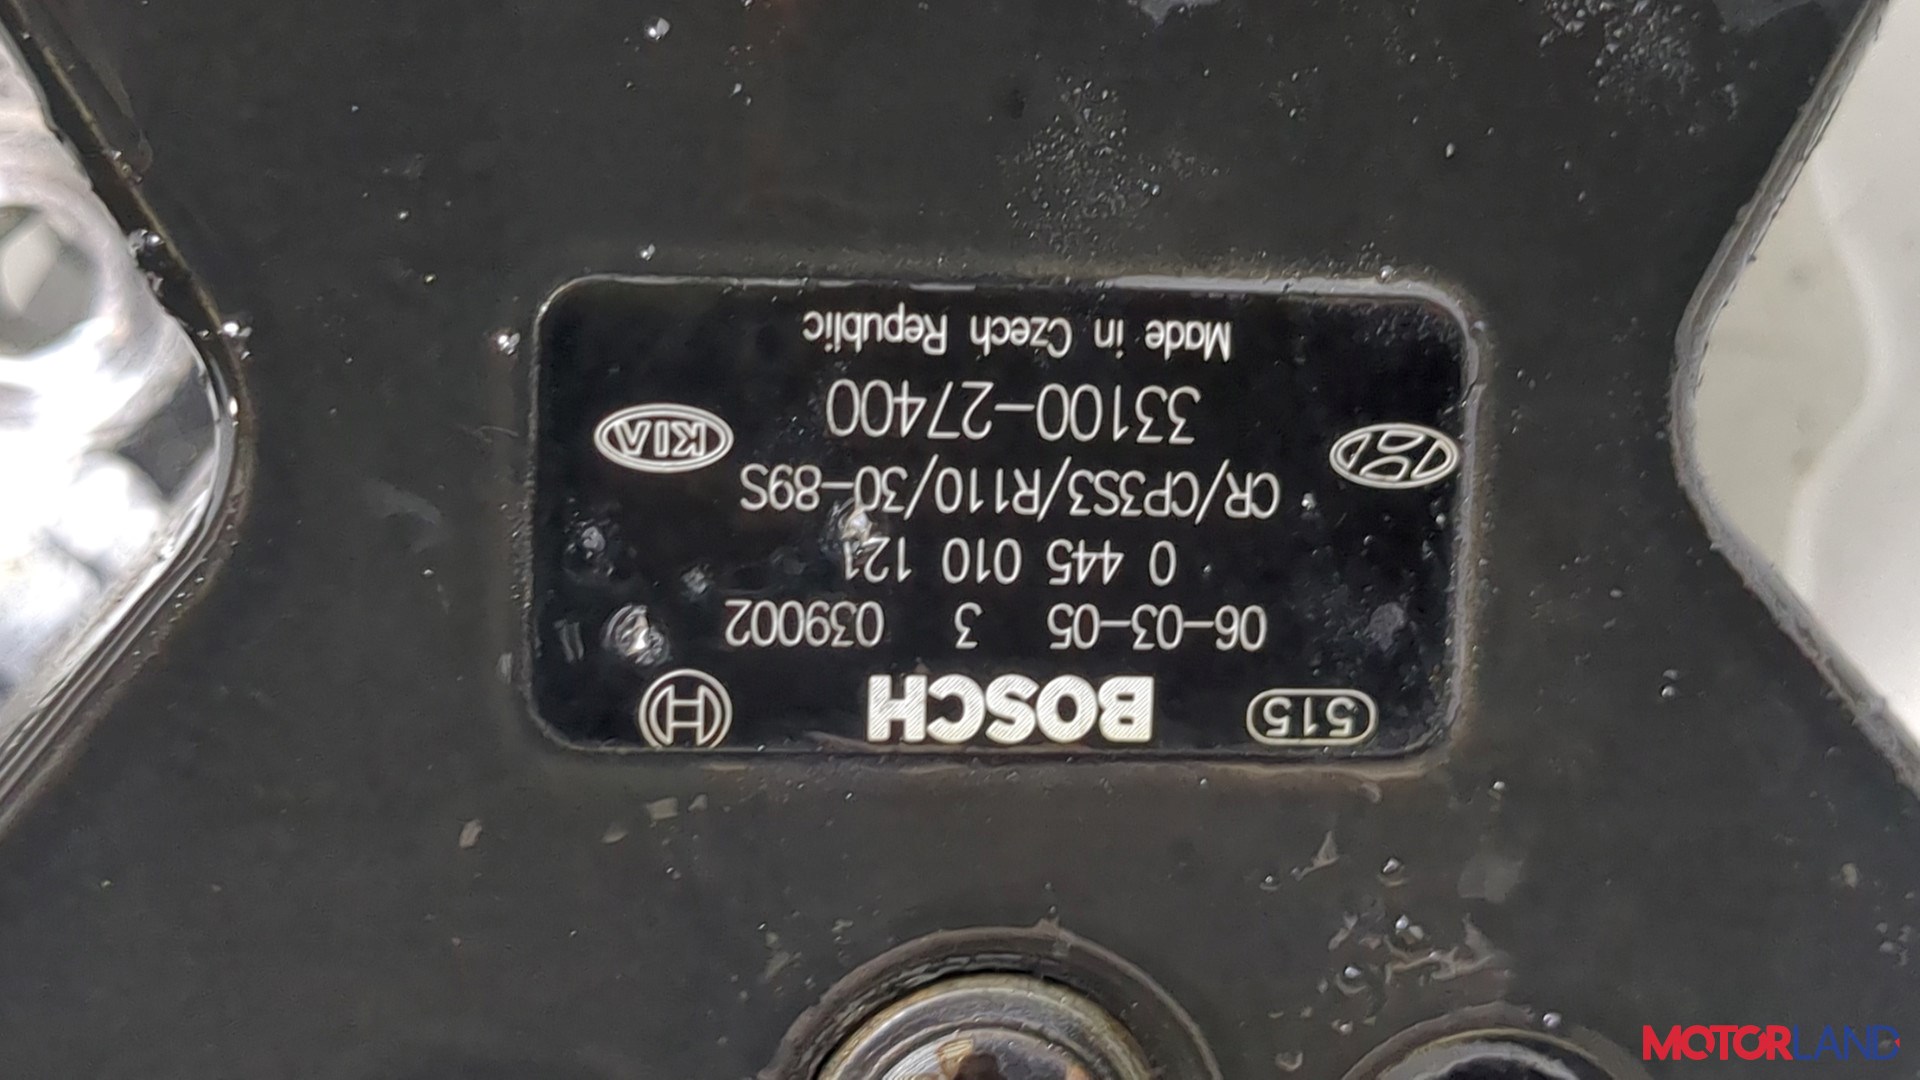 515 BOSCH
06-03-05 3 039002
0 445 010 121
CR/CP3S3/R110/30-89S
33100-27400
KIA
Made in Czech Republic
MOTORLAND